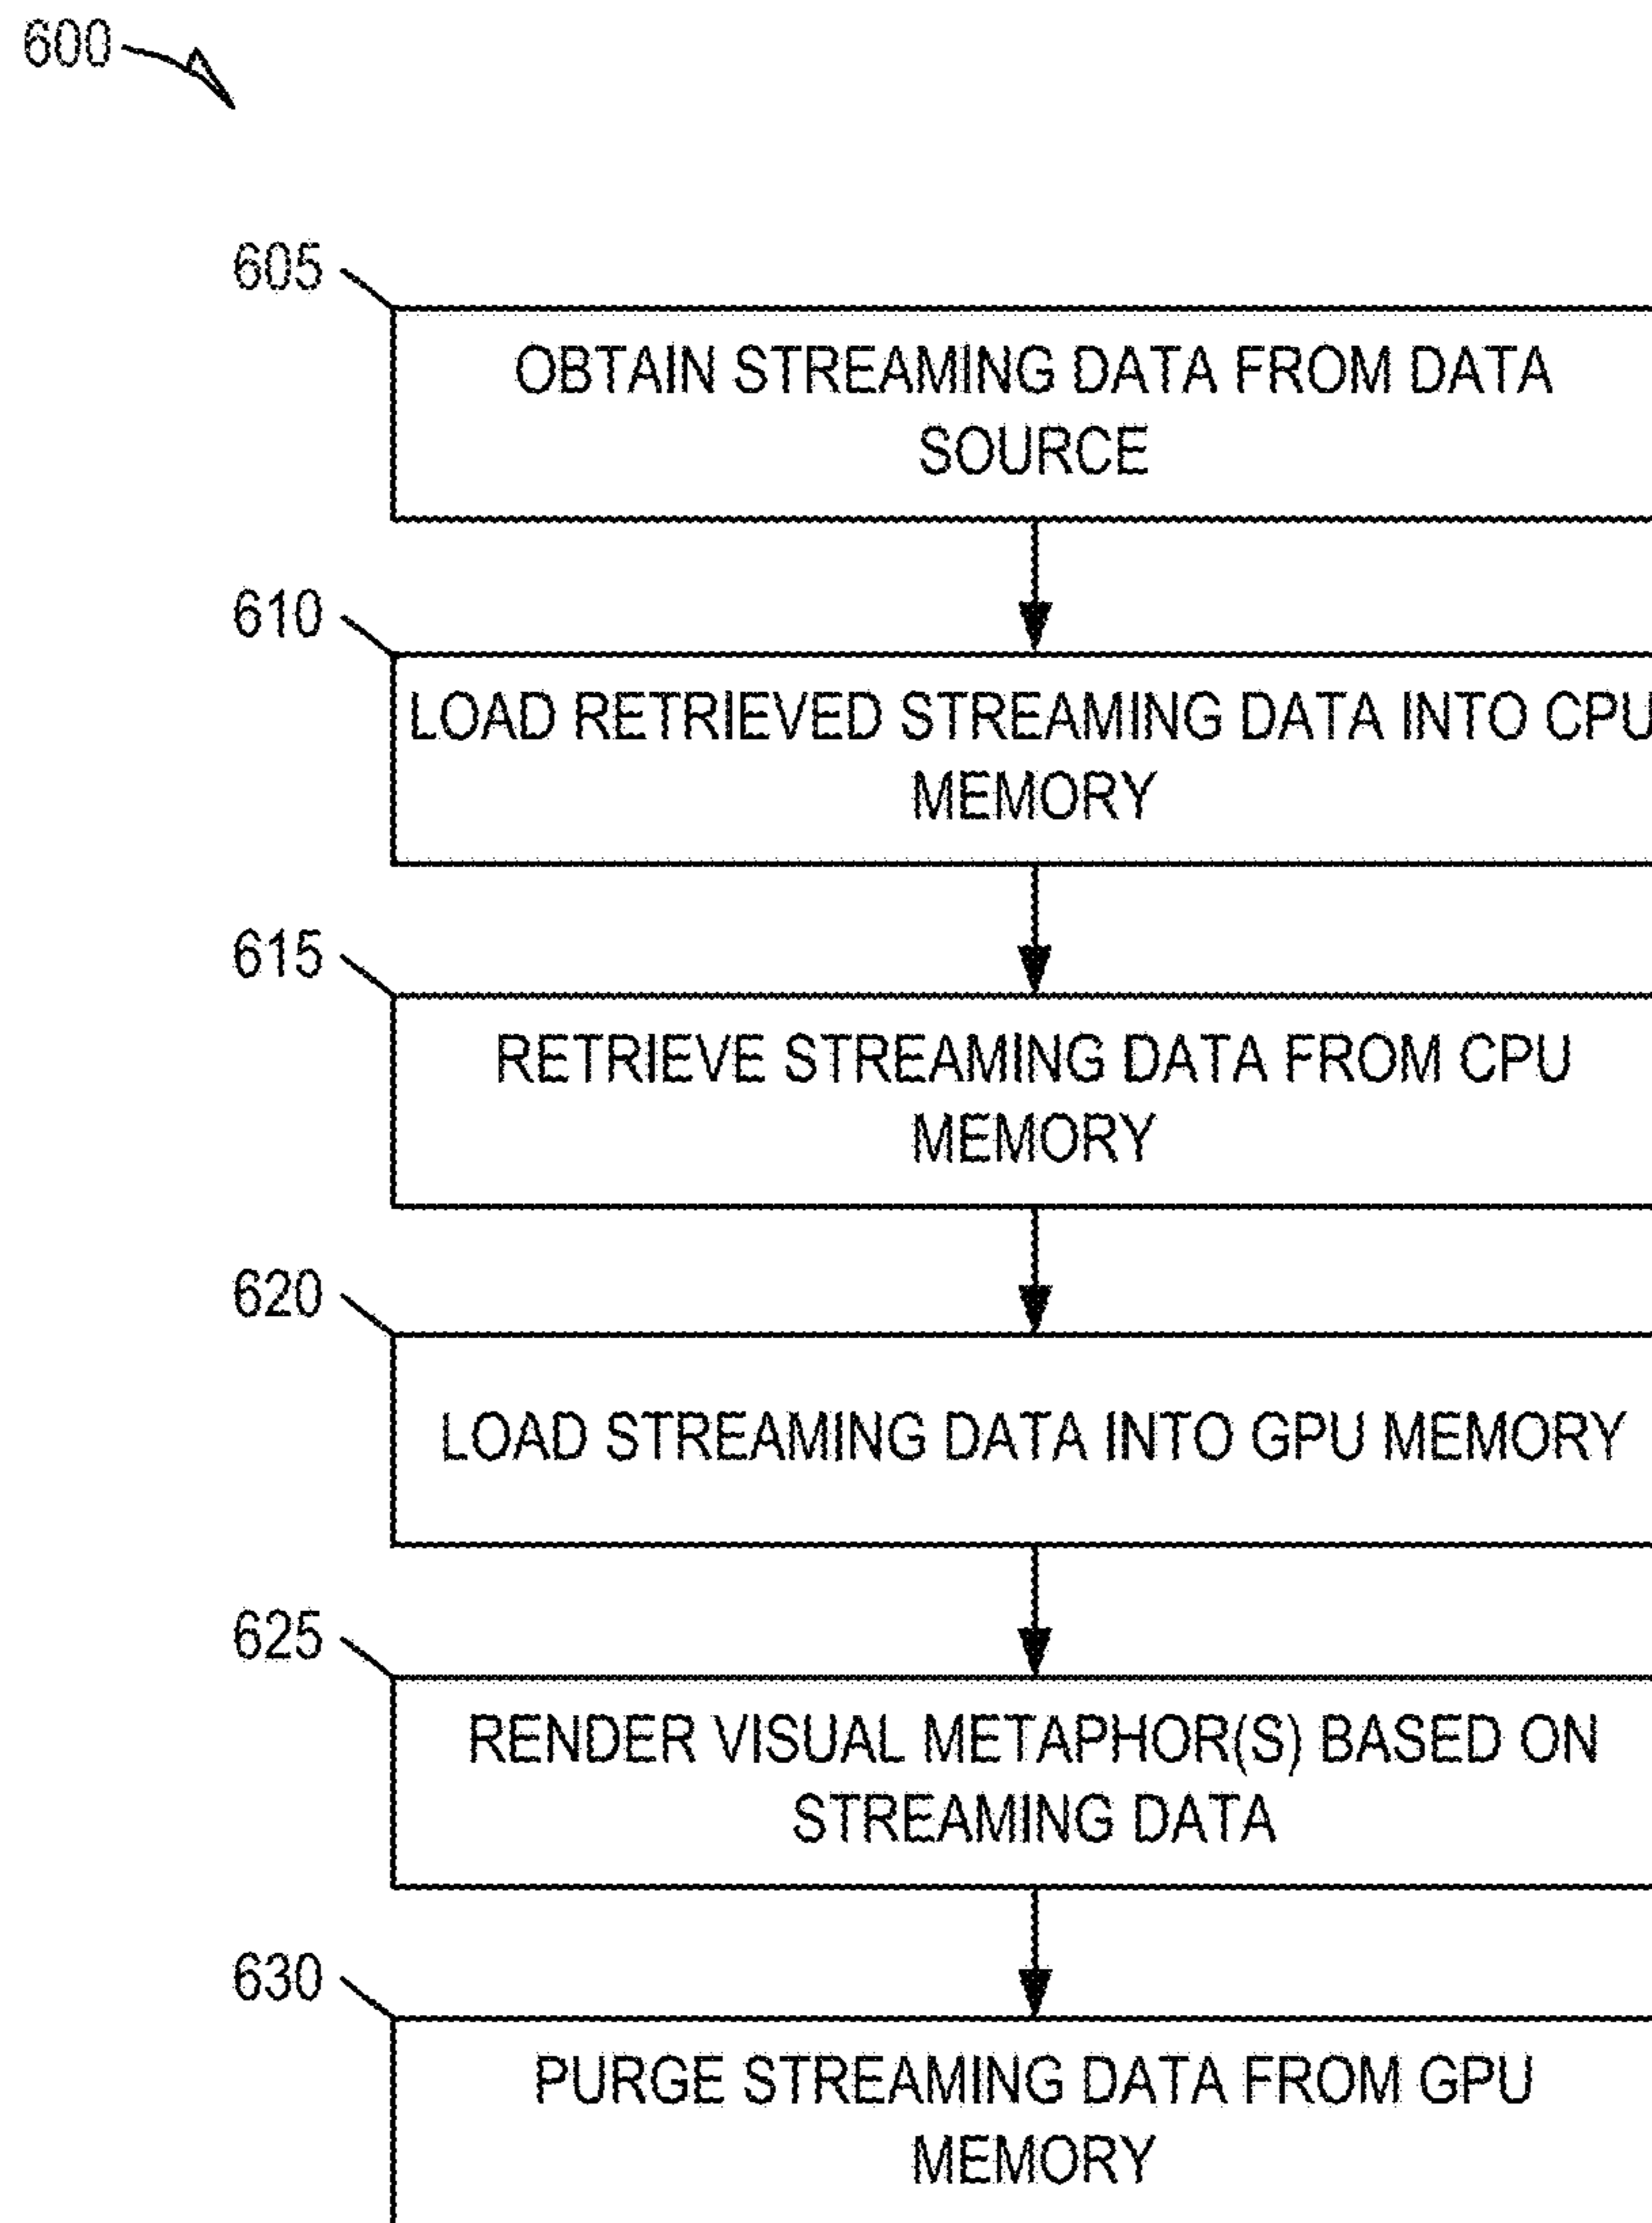 600
605
OBTAIN STREAMING DATA FROM DATA
SOURCE
610
LOAD RETRIEVED STREAMING DATA INTO CPU
MEMORY
615
RETRIEVE STREAMING DATA FROM CPU
MEMORY
620
LOAD STREAMING DATA INTO GPU MEMORY
625
RENDER VISUAL METAPHOR(S) BASED ON
STREAMING DATA
630
PURGE STREAMING DATA FROM GPU
MEMORY